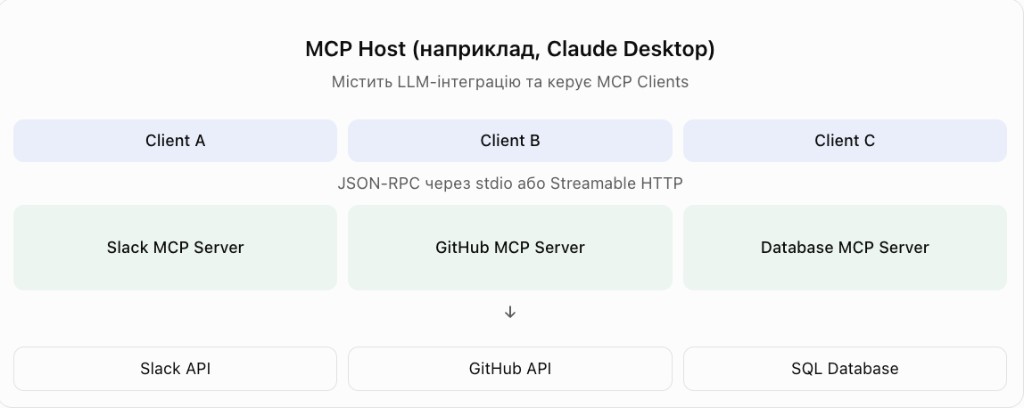 MCP Host (наприклад, Claude Desktop)
Містить LLM-інтеграцію та керує MCP Clients
Client A
Client B
Client C
JSON-RPC через stdio або Streamable HTTP
Slack MCP Server
GitHub MCP Server
Database MCP Server
↓
Slack API
GitHub API
SQL Database